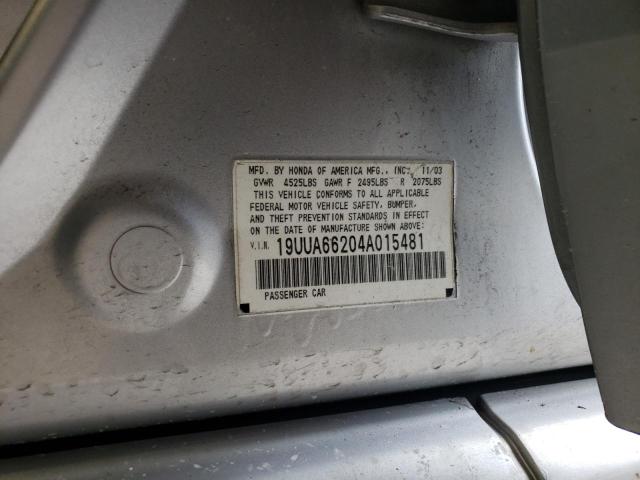 MFD. BY HONDA OF AMERICA MFG., INC. 11/03
GVWR 4525LBS GAWR F 2495LBS R 2075LBS
THIS VEHICLE CONFORMS TO ALL APPLICABLE
FEDERAL MOTOR VEHICLE SAFETY, BUMPER,
AND THEFT PREVENTION STANDARDS IN EFFECT
ON THE DATE OF MANUFACTURE SHOWN ABOVE:
V.I.N. 19UUA66204A015481
PASSENGER CAR